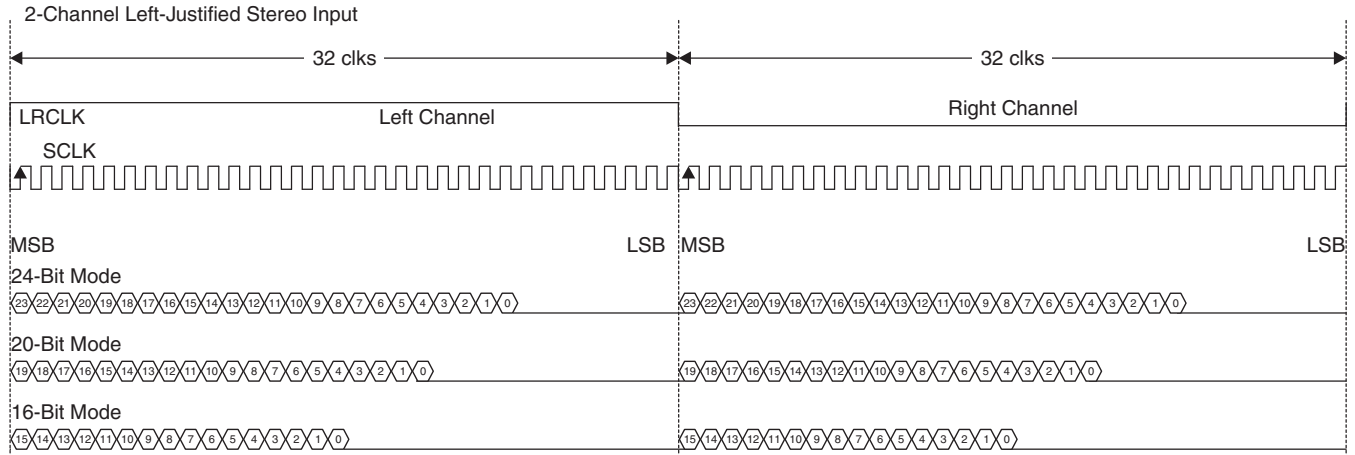 2-Channel Left-Justified Stereo Input
32 clks 32 clks
LRCLK Left Channel Right Channel
SCLK
MSB LSB MSB LSB
24-Bit Mode
23 22 21 20 19 18 17 16 15 14 13 12 11 10 9 8 7 6 5 4 3 2 1 0 23 22 21 20 19 18 17 16 15 14 13 12 11 10 9 8 7 6 5 4 3 2 1 0
20-Bit Mode
19 18 17 16 15 14 13 12 11 10 9 8 7 6 5 4 3 2 1 0 19 18 17 16 15 14 13 12 11 10 9 8 7 6 5 4 3 2 1 0
16-Bit Mode
15 14 13 12 11 10 9 8 7 6 5 4 3 2 1 0 15 14 13 12 11 10 9 8 7 6 5 4 3 2 1 0